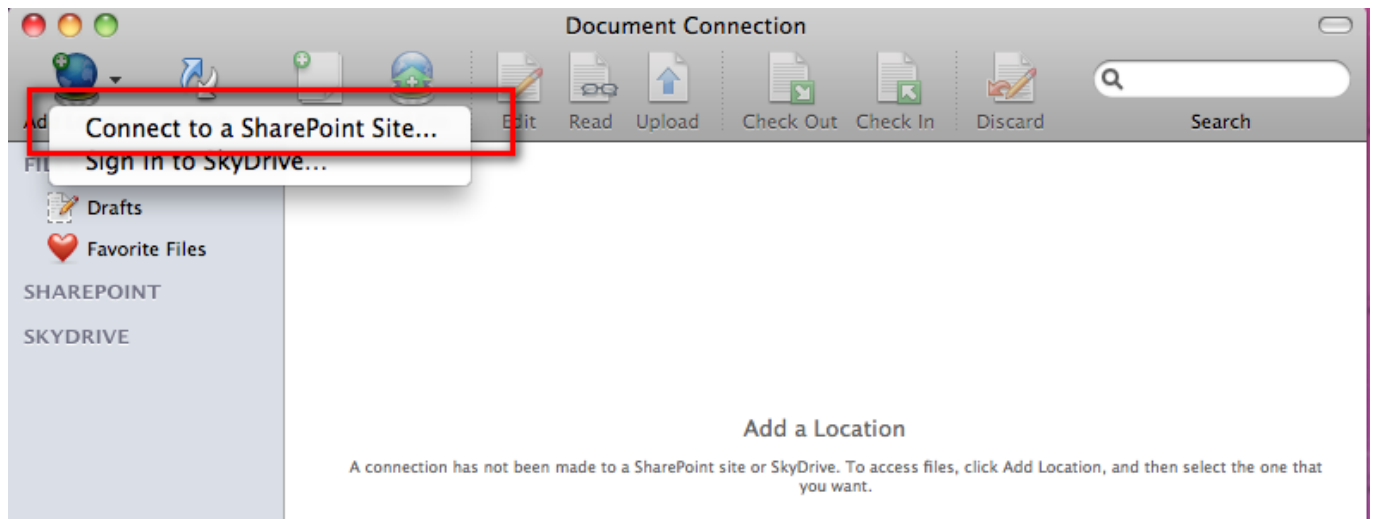 Document Connection
Ad
Edit Read Upload Check Out Check In Discard Search
Connect to a SharePoint Site...
Sign In to SkyDrive...
Drafts
Favorite Files
SHAREPOINT
SKYDRIVE
Add a Location
A connection has not been made to a SharePoint site or SkyDrive. To access files, click Add Location, and then select the one that
you want.